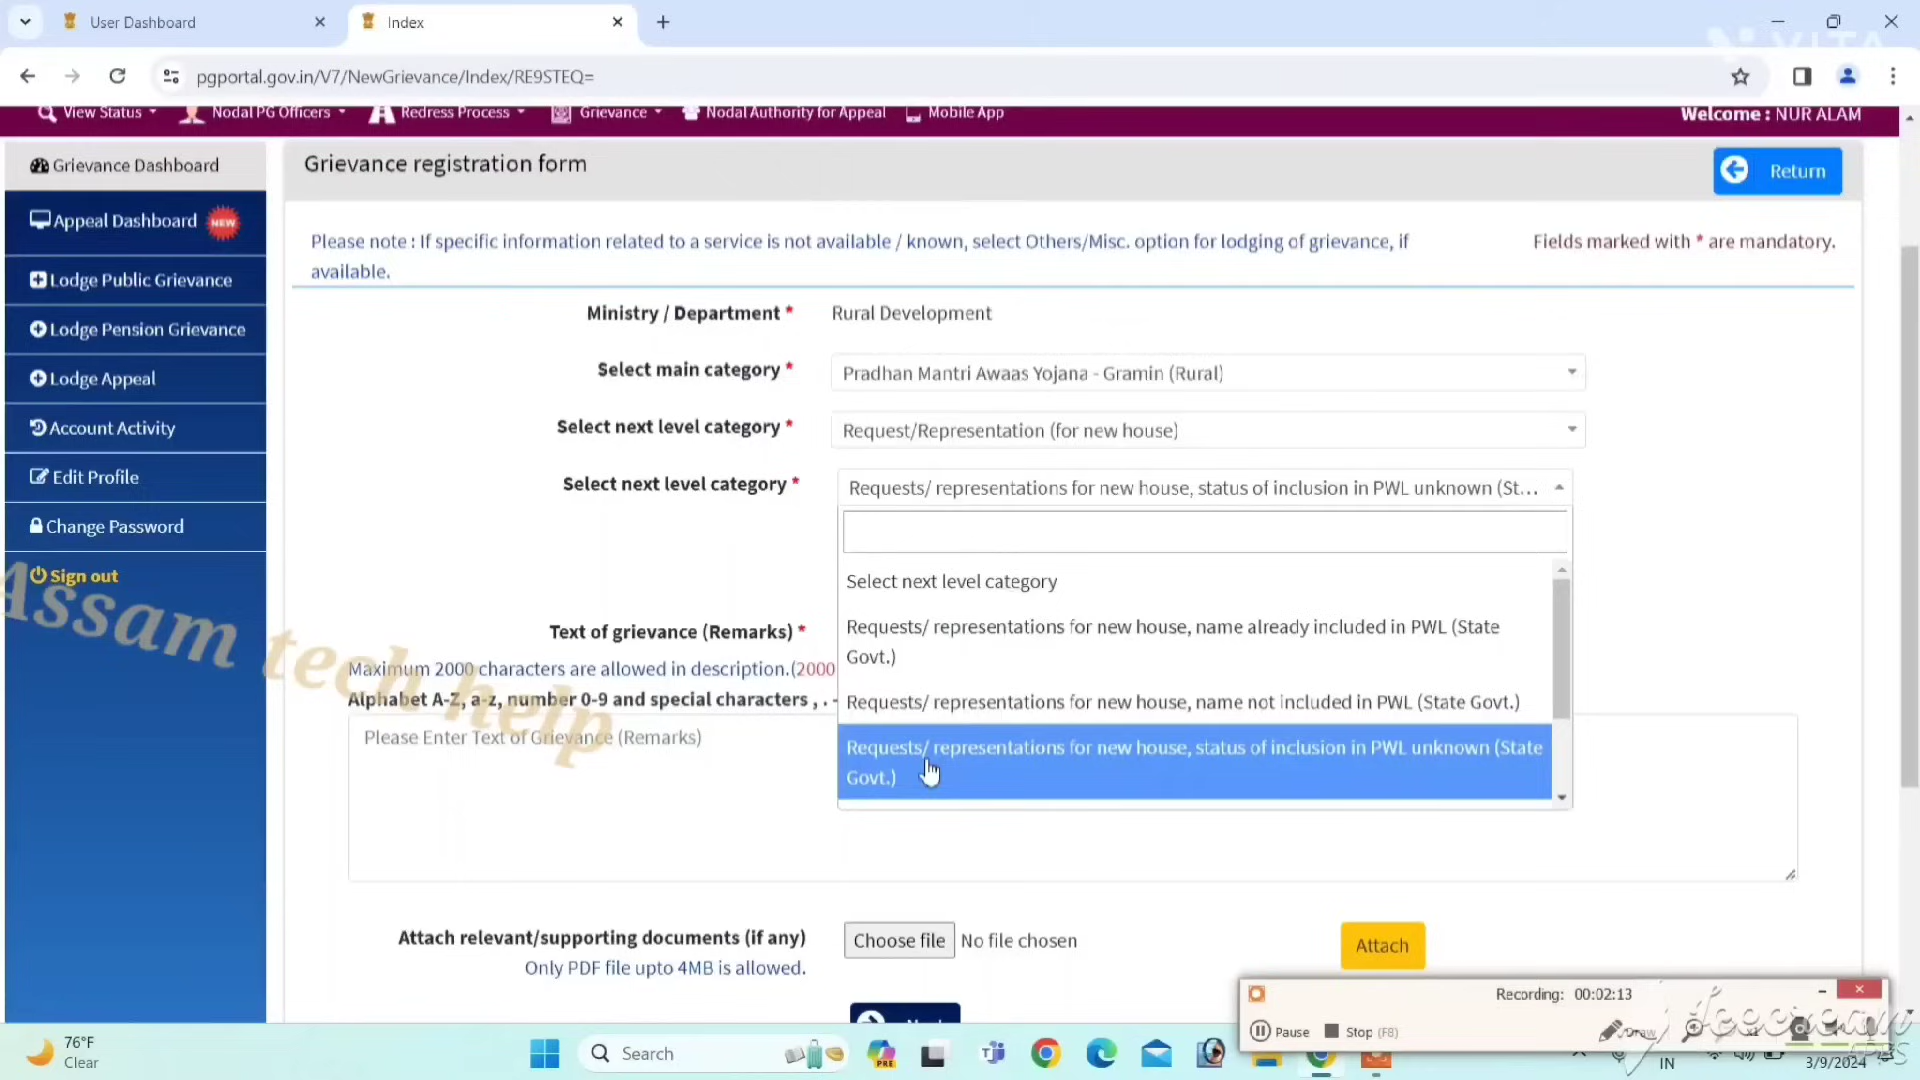 User Dashboard
Index
pgportal.gov.in/V7/NewGrievance/Index/RE9STEQ=
View Status
Nodal PG Officers
Redress Process
Grievance
Nodal Authority for Appeal
Mobile App
Welcome : NUR ALAM
Grievance Dashboard
Appeal Dashboard NEW
Lodge Public Grievance
Lodge Pension Grievance
Lodge Appeal
Account Activity
Edit Profile
Change Password
Sign out
Assam tech help
Grievance registration form
Return
Please note : If specific information related to a service is not available / known, select Others/Misc. option for lodging of grievance, if
available.
Fields marked with * are mandatory.
Ministry / Department * Rural Development
Select main category * Pradhan Mantri Awaas Yojana - Gramin (Rural)
Select next level category * Request/Representation (for new house)
Select next level category * Requests/ representations for new house, status of inclusion in PWL unknown (St...
Select next level category
Requests/ representations for new house, name already included in PWL (State
Govt.)
Requests/ representations for new house, name not included in PWL (State Govt.)
Requests/ representations for new house, status of inclusion in PWL unknown (State
Govt.)
Text of grievance (Remarks) *
Maximum 2000 characters are allowed in description.(2000
Alphabet A-Z, a-z, number 0-9 and special characters , . -
Please Enter Text of Grievance (Remarks)
Attach relevant/supporting documents (if any)
Only PDF file upto 4MB is allowed.
Choose file No file chosen
Attach
Recording: 00:02:13
Pause
Stop (F8)
Draw
76°F
Clear
Search
PRE
IN
3/9/2024